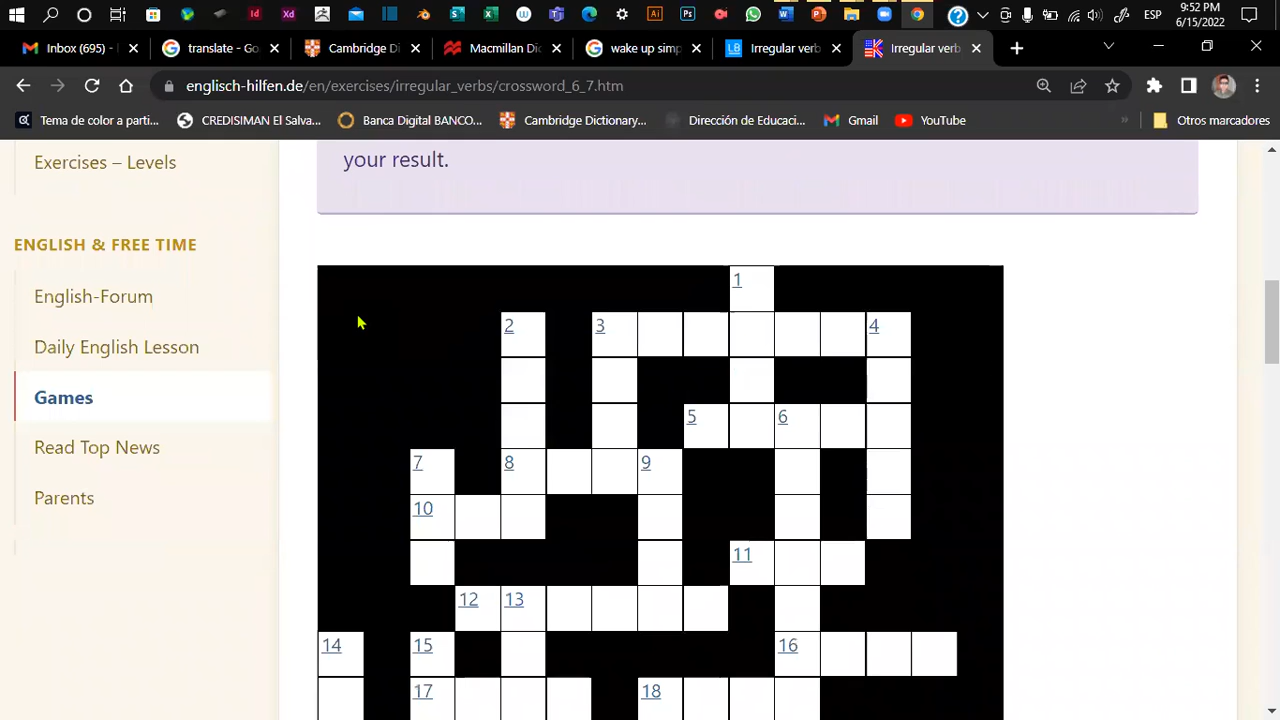 9:52 PM
ESP
6/15/2022
Inbox (695) -
translate - Go
Cambridge Di
Macmillan Dic
wake up simp
Irregular verb
Irregular verb
englisch-hilfen.de/en/exercises/irregular_verbs/crossword_6_7.htm
Tema de color a parti...
CREDISIMAN El Salva...
Banca Digital BANCO...
Cambridge Dictionary...
Dirección de Educaci...
Gmail
YouTube
Otros marcadores
Exercises – Levels
your result.
ENGLISH & FREE TIME
English-Forum
Daily English Lesson
Games
Read Top News
Parents
1
2 3 4
5 6
7 8 9
10
11
12 13
14 15 16
17 18